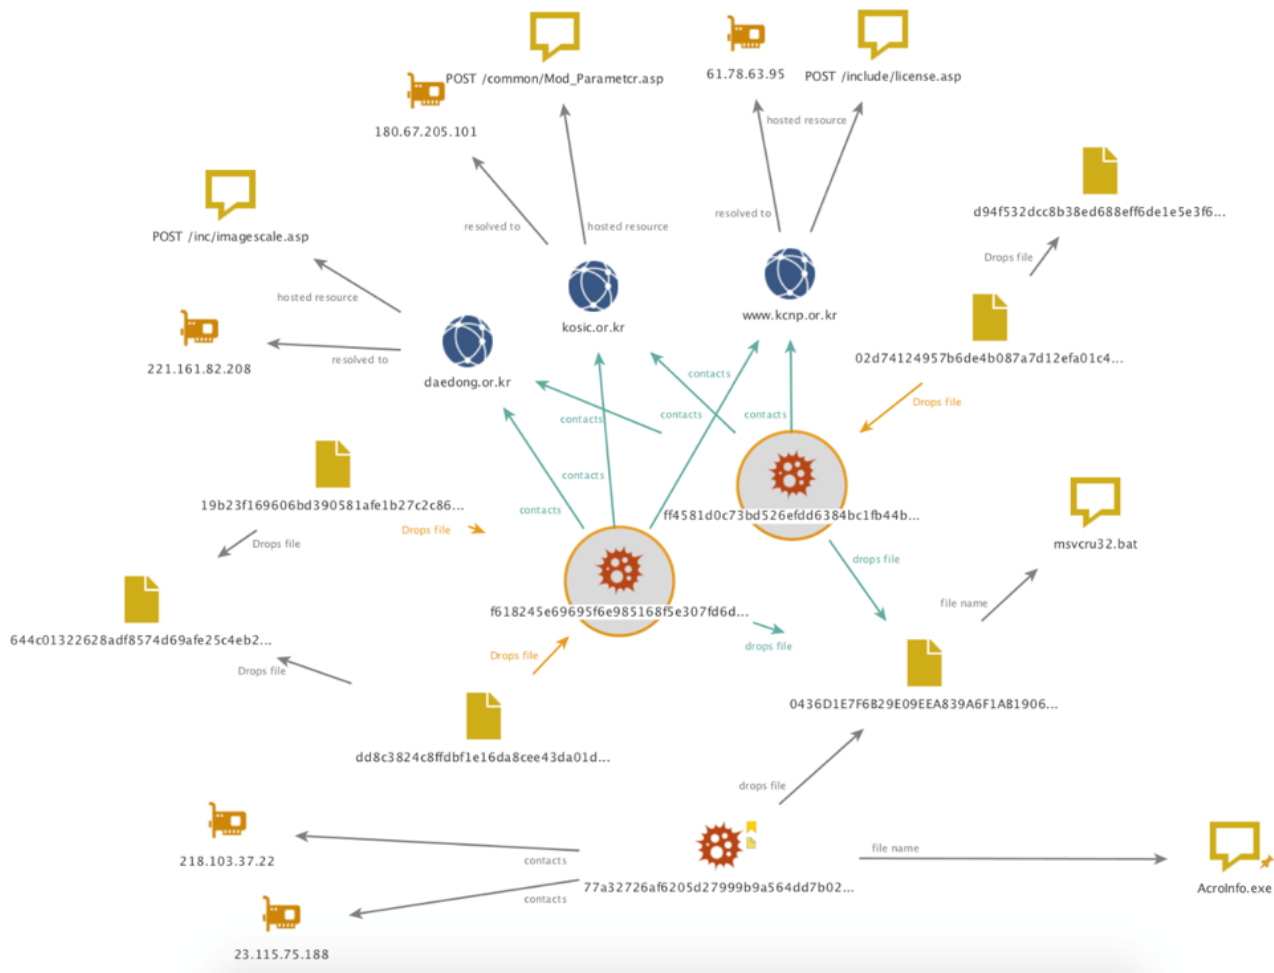 POST /common/Mod_Parametcr.asp
61.78.63.95
POST /include/license.asp
180.67.205.101
hosted resource
POST /inc/imagescale.asp
resolved to
hosted resource
resolved to
d94f532dcc8b38ed688eff6de1e5e3f6...
Drops file
hosted resource
kosic.or.kr
www.kcnp.or.kr
221.161.82.208
resolved to
daedong.or.kr
02d74124957b6de4b087a7d12efa01c4...
contacts
Drops file
contacts
contacts
contacts
contacts
19b23f169606bd390581afe1b27c2c86...
contacts
ff4581d0c73bd526efdd6384bc1fb44b...
Drops file
Drops file
msvcru32.bat
drops file
644c01322628adf8574d69afe25c4eb2...
f618245e69695f6e985168f5e307fd6d...
file name
Drops file
Drops file
drops file
0436D1E7F6B29E09EEA839A6F1AB1906...
dd8c3824c8ffdbf1e16da8cee43da01d...
drops file
218.103.37.22
contacts
file name
77a32726af6205d27999b9a564dd7b02...
AcroInfo.exe
contacts
23.115.75.188